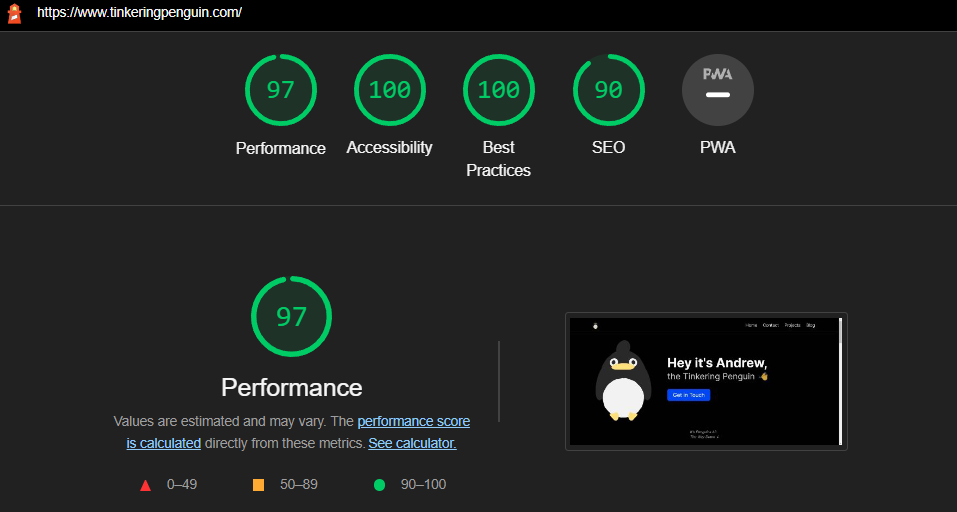 https://www.tinkeringpenguin.com/
97
100
100
90
PWA
Performance
Accessibility
Best
Practices
SEO
PWA
97
Performance
Values are estimated and may vary. The performance score
is calculated directly from these metrics. See calculator.
0–49
50–89
90–100
Home Contact Projects Blog
Hey it's Andrew,
the Tinkering Penguin
Get in Touch